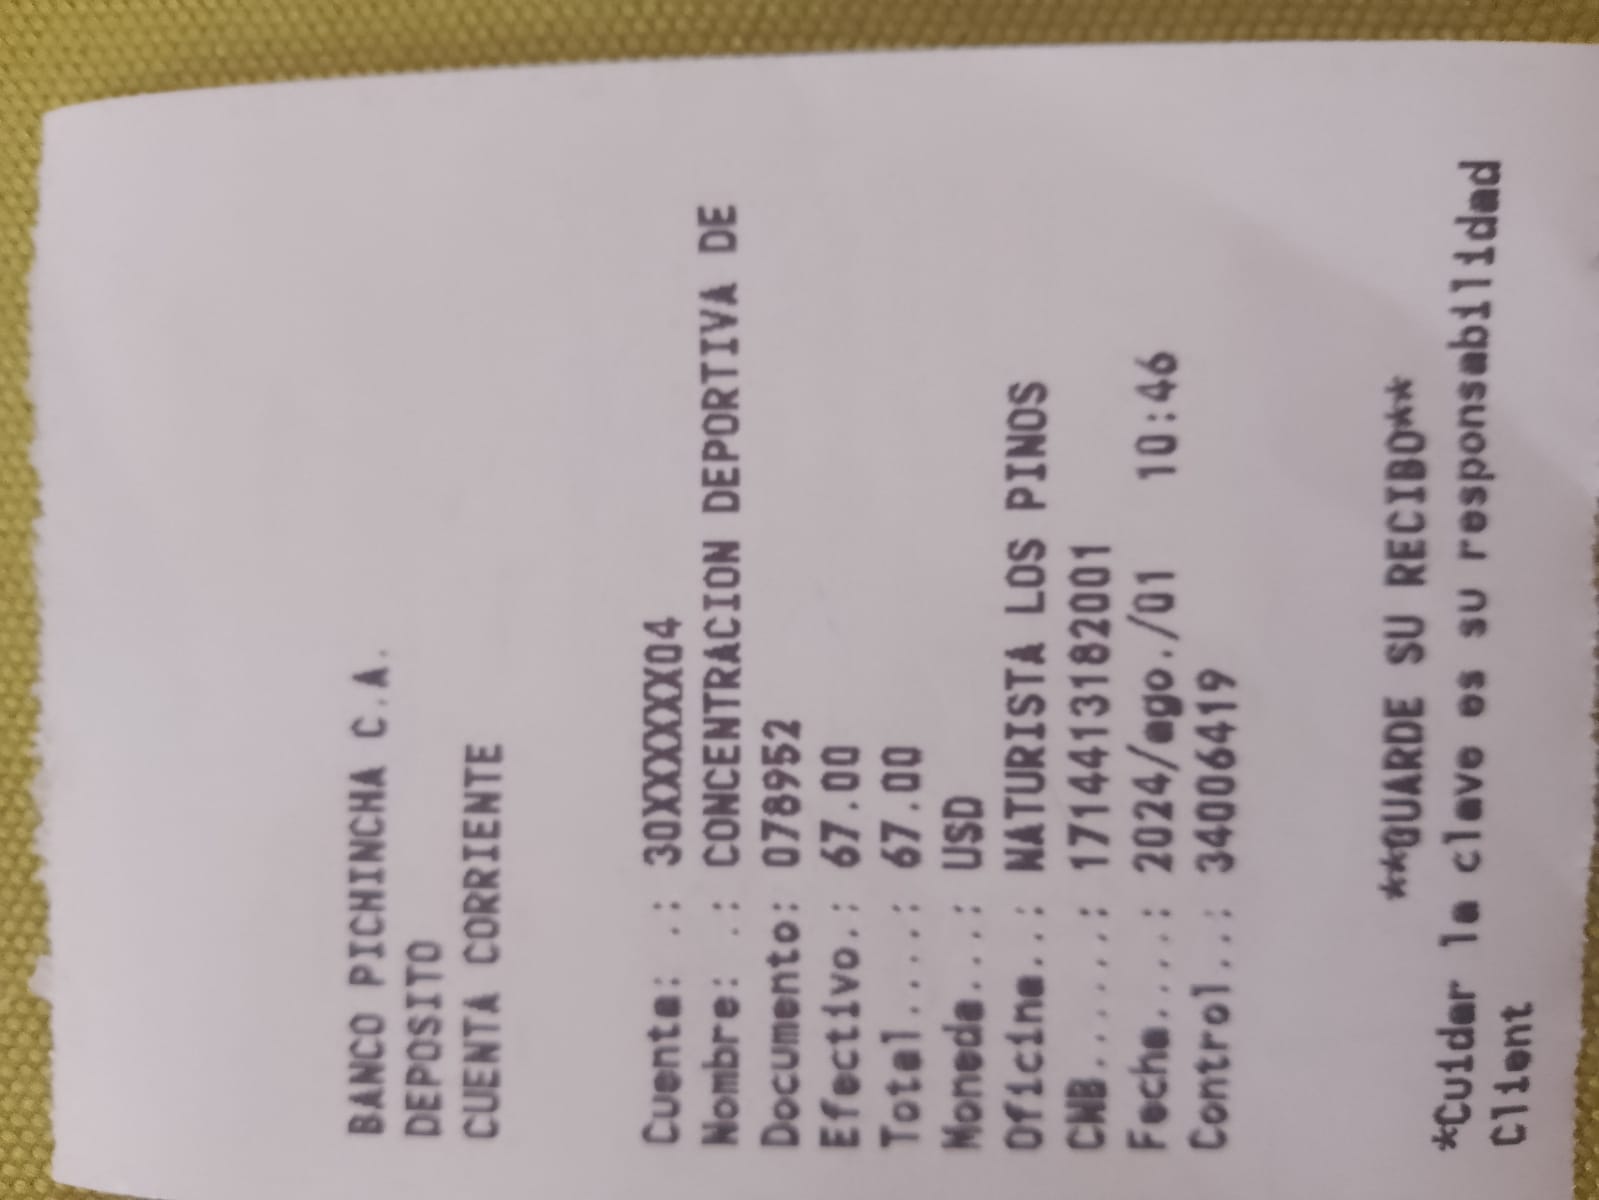 BANCO PICHINCHA C.A.
DEPOSITO
CUENTA CORRIENTE
Cuenta: .: 30XXXXXX04
Nombre: .: CONCENTRACION DEPORTIVA DE
Documento: 078952
Efectivo.: 67.00
Total....: 67.00
Moneda...: USD
Oficina..: NATURISTA LOS PINOS
CNB......: 1714413182001
Fecha....: 2024/ago./01 10:46
Control..: 34006419
**GUARDE SU RECIBO**
*Cuidar la clave es su responsabilidad
Client